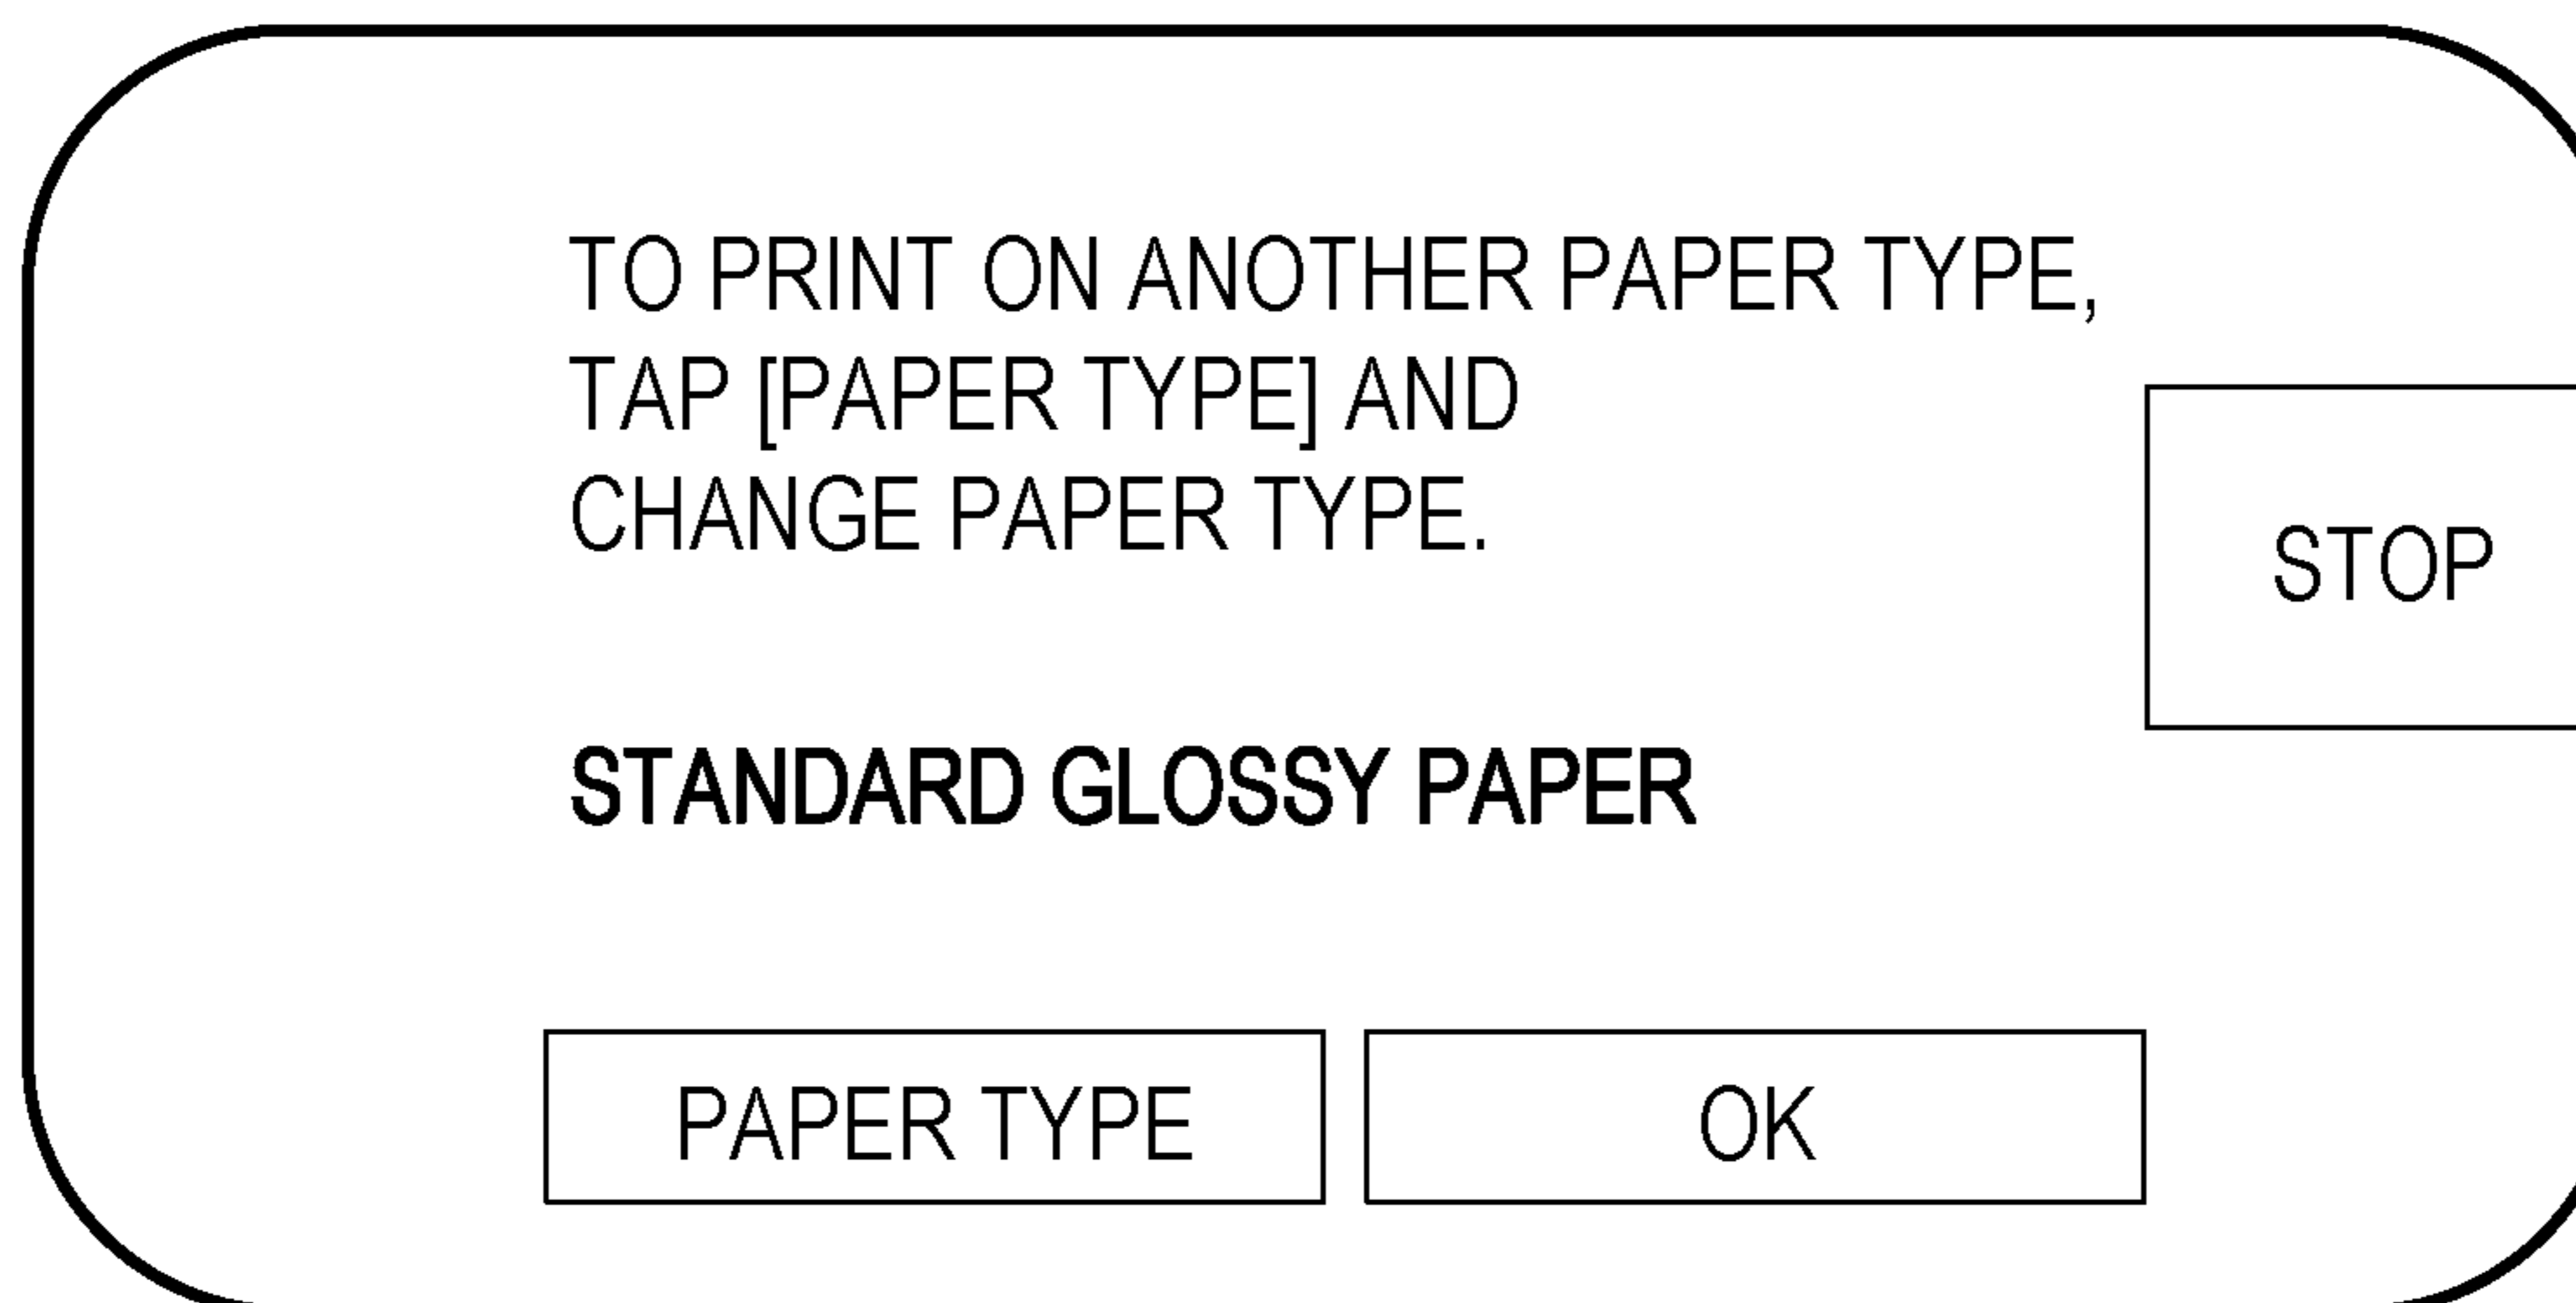 TO PRINT ON ANOTHER PAPER TYPE,
TAP [PAPER TYPE] AND
CHANGE PAPER TYPE.
STOP
STANDARD GLOSSY PAPER
PAPER TYPE
OK